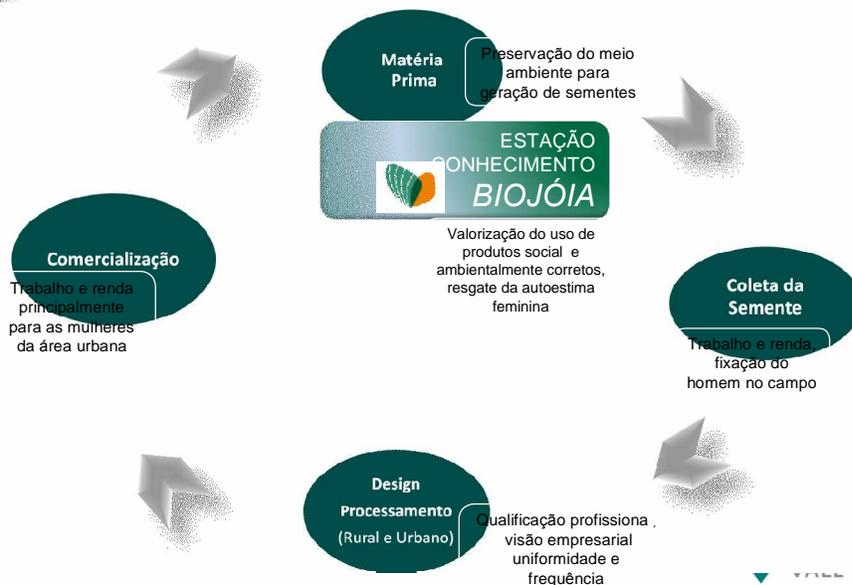 Matéria
Prima
Preservação do meio
ambiente para
geração de sementes
ESTAÇÃO
CONHECIMENTO
BIOJÓIA
Valorização do uso de
produtos social e
ambientalmente corretos,
resgate da autoestima
feminina
Coleta da
Semente
Trabalho e renda,
fixação do
homem no campo
Design
Processamento
(Rural e Urbano)
Qualificação profissiona ,
visão empresarial
uniformidade e
frequência
Comercialização
Trabalho e renda
principalmente
para as mulheres
da área urbana
VALE